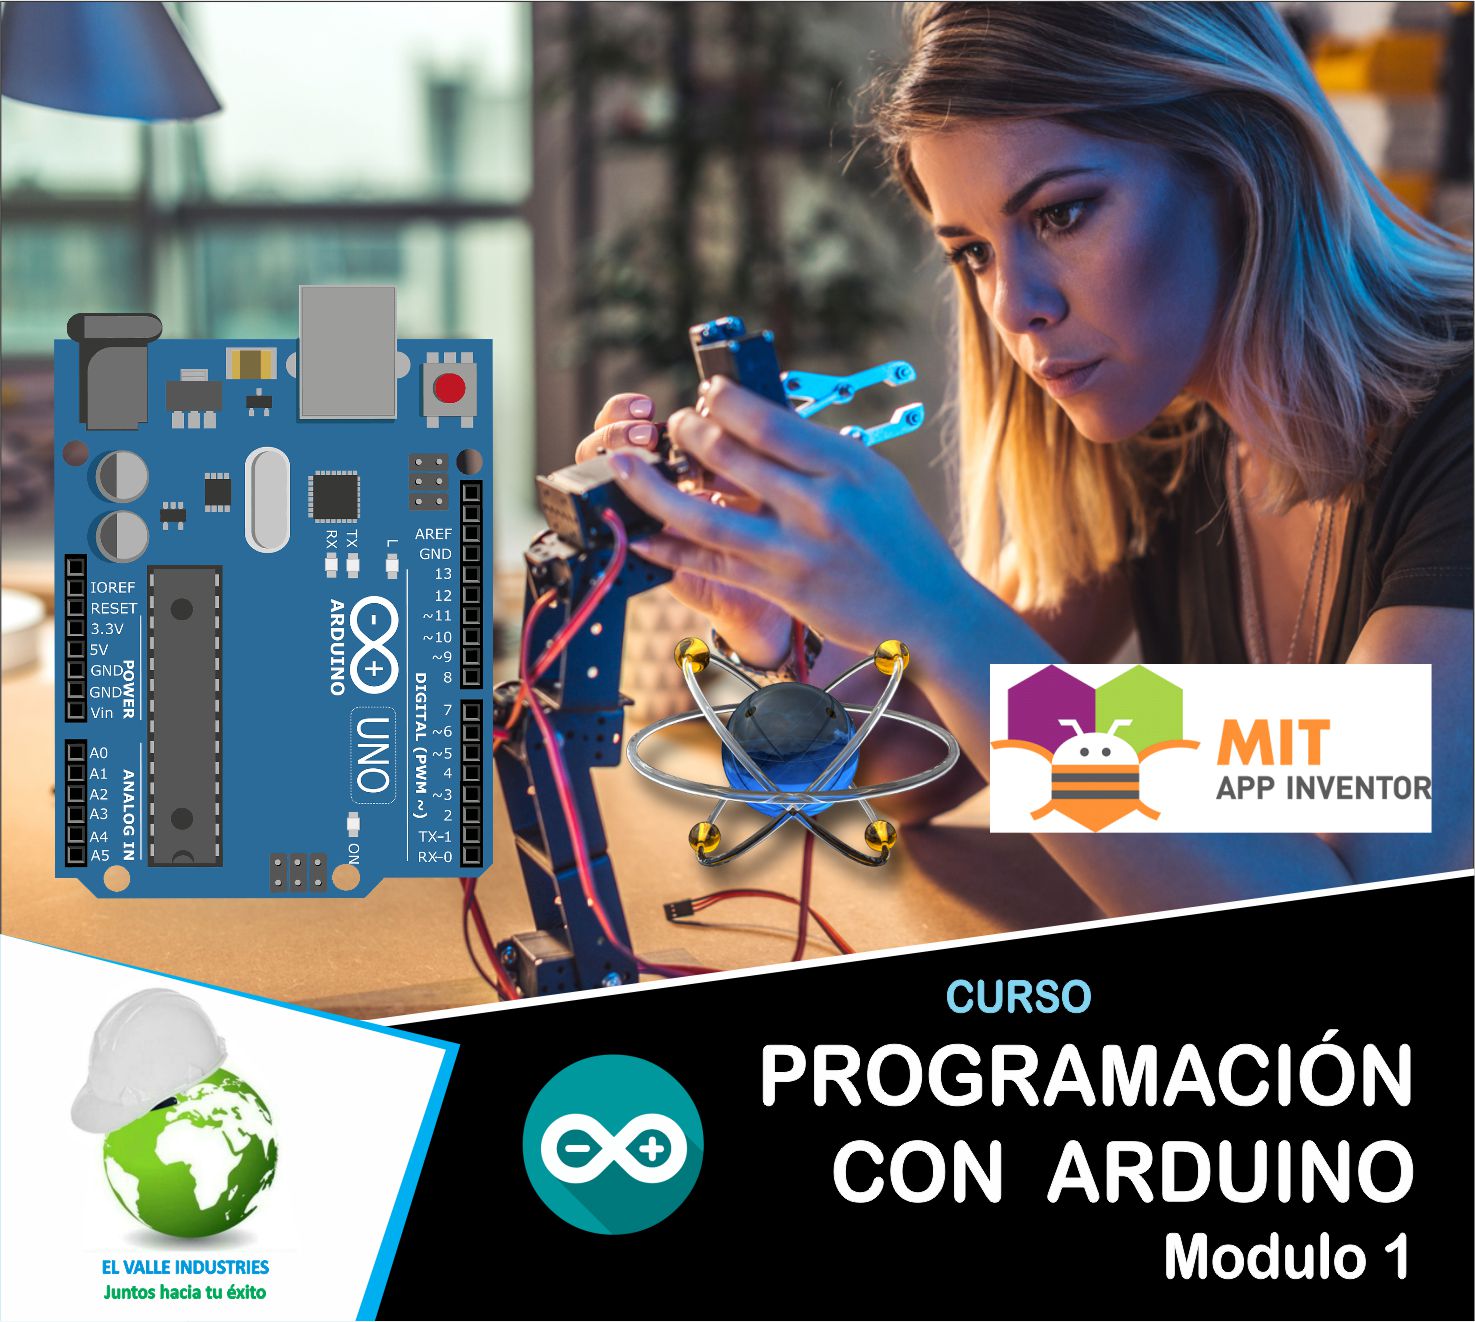 AREF
GND
13
12
~11
~10
~9
8
7
~6
~5
4
~3
2
TX-1
RX-0
DIGITAL (PWM ~)
RX
TX
L
ARDUINO
UNO
ON
IOREF
RESET
3.3V
5V
GND
GND
Vin
POWER
A0
A1
A2
A3
A4
A5
ANALOG IN
MIT
APP INVENTOR
CURSO
PROGRAMACIÓN
CON ARDUINO
Modulo 1
EL VALLE INDUSTRIES
Juntos hacia tu éxito